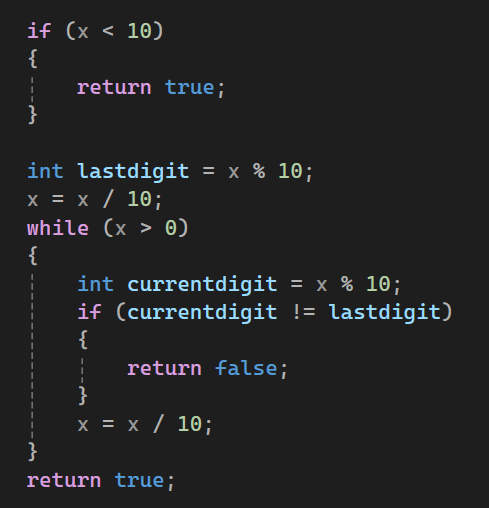 if (x < 10)
{
    return true;
}

int lastdigit = x % 10;
x = x / 10;
while (x > 0)
{
    int currentdigit = x % 10;
    if (currentdigit != lastdigit)
    {
        return false;
    }
    x = x / 10;
}
return true;